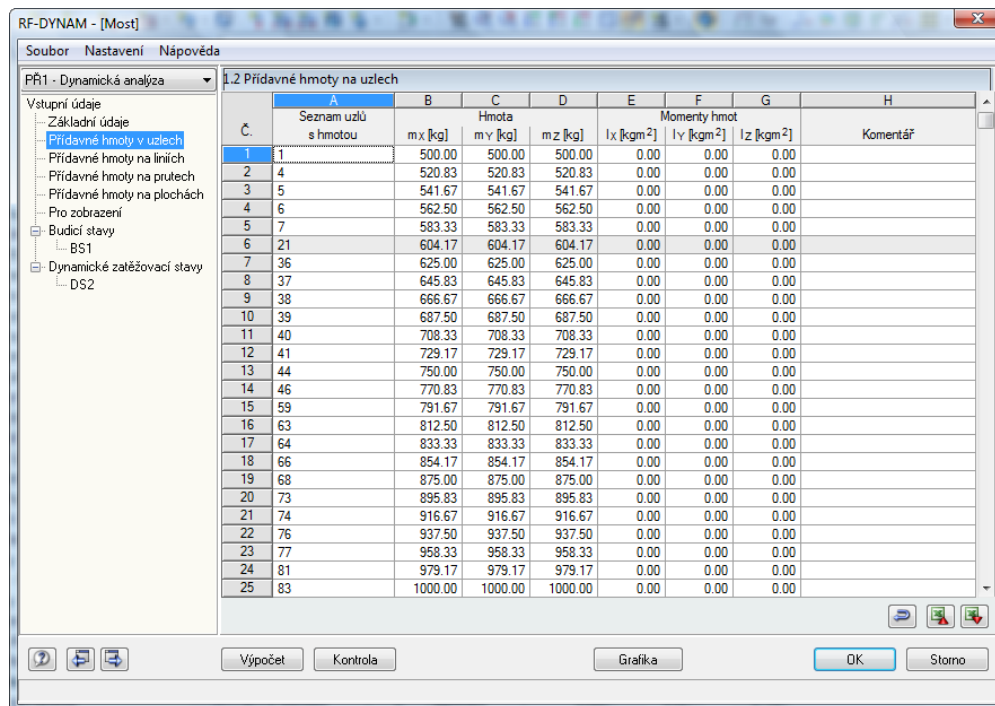 RF-DYNAM - [Most]
Soubor Nastavení Nápověda
PŘ1 - Dynamická analýza
1.2 Přídavné hmoty na uzlech
Vstupní údaje
Základní údaje
Přídavné hmoty v uzlech
Přídavné hmoty na liniích
Přídavné hmoty na prutech
Přídavné hmoty na plochách
Pro zobrazení
Budicí stavy
BS1
Dynamické zatěžovací stavy
DS2
A B C D E F G H
Seznam uzlů Hmota Momenty hmot
Č. s hmotou mX [kg] mY [kg] mZ [kg] IX [kgm2] IY [kgm2] IZ [kgm2] Komentář
1 1 500.00 500.00 500.00 0.00 0.00 0.00
2 4 520.83 520.83 520.83 0.00 0.00 0.00
3 5 541.67 541.67 541.67 0.00 0.00 0.00
4 6 562.50 562.50 562.50 0.00 0.00 0.00
5 7 583.33 583.33 583.33 0.00 0.00 0.00
6 21 604.17 604.17 604.17 0.00 0.00 0.00
7 36 625.00 625.00 625.00 0.00 0.00 0.00
8 37 645.83 645.83 645.83 0.00 0.00 0.00
9 38 666.67 666.67 666.67 0.00 0.00 0.00
10 39 687.50 687.50 687.50 0.00 0.00 0.00
11 40 708.33 708.33 708.33 0.00 0.00 0.00
12 41 729.17 729.17 729.17 0.00 0.00 0.00
13 44 750.00 750.00 750.00 0.00 0.00 0.00
14 46 770.83 770.83 770.83 0.00 0.00 0.00
15 59 791.67 791.67 791.67 0.00 0.00 0.00
16 63 812.50 812.50 812.50 0.00 0.00 0.00
17 64 833.33 833.33 833.33 0.00 0.00 0.00
18 66 854.17 854.17 854.17 0.00 0.00 0.00
19 68 875.00 875.00 875.00 0.00 0.00 0.00
20 73 895.83 895.83 895.83 0.00 0.00 0.00
21 74 916.67 916.67 916.67 0.00 0.00 0.00
22 76 937.50 937.50 937.50 0.00 0.00 0.00
23 77 958.33 958.33 958.33 0.00 0.00 0.00
24 81 979.17 979.17 979.17 0.00 0.00 0.00
25 83 1000.00 1000.00 1000.00 0.00 0.00 0.00
Výpočet Kontrola Grafika OK Storno